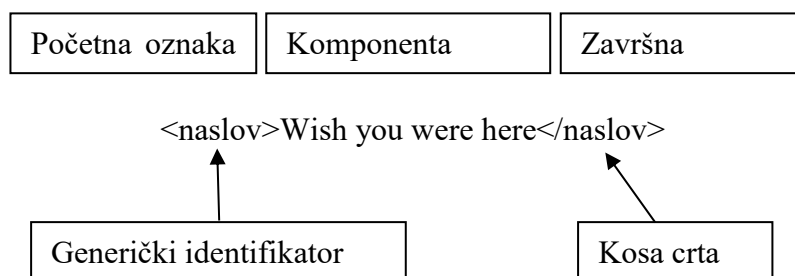 Početna oznaka
Komponenta
Završna
<naslov>Wish you were here</naslov>
Generički identifikator
Kosa crta